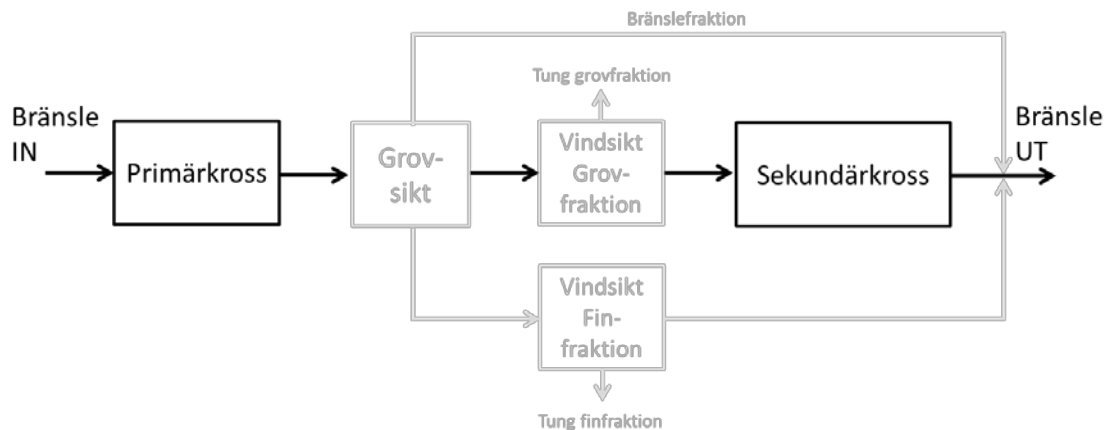 Bränslefraktion
Tung grovfraktion
Bränsle
IN
Primärkross
Grov-
sikt
Vindsikt
Grov-
fraktion
Sekundärkross
Bränsle
UT
Vindsikt
Fin-
fraktion
Tung finfraktion